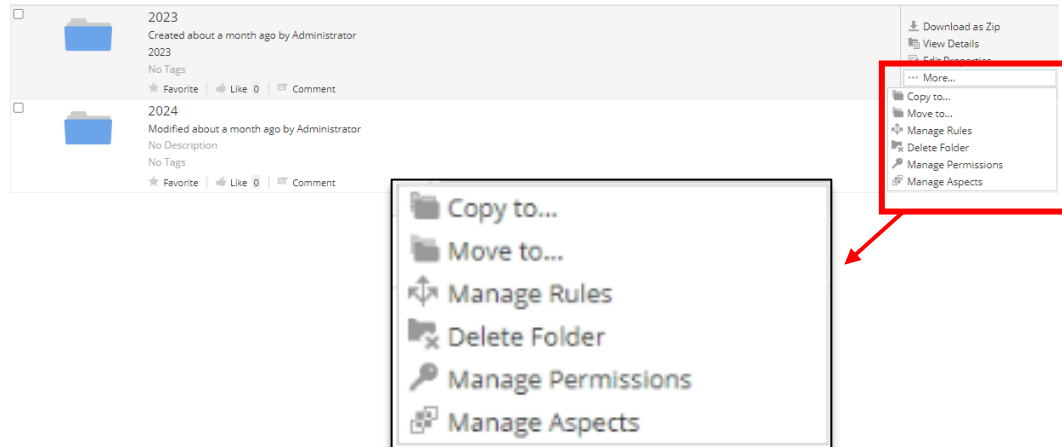 2023
Created about a month ago by Administrator
2023
No Tags
Favorite Like 0 Comment
Download as Zip
View Details
Edit Properties
... More...
Copy to...
Move to...
Manage Rules
Delete Folder
Manage Permissions
Manage Aspects
2024
Modified about a month ago by Administrator
No Description
No Tags
Favorite Like 0 Comment
Copy to...
Move to...
Manage Rules
Delete Folder
Manage Permissions
Manage Aspects